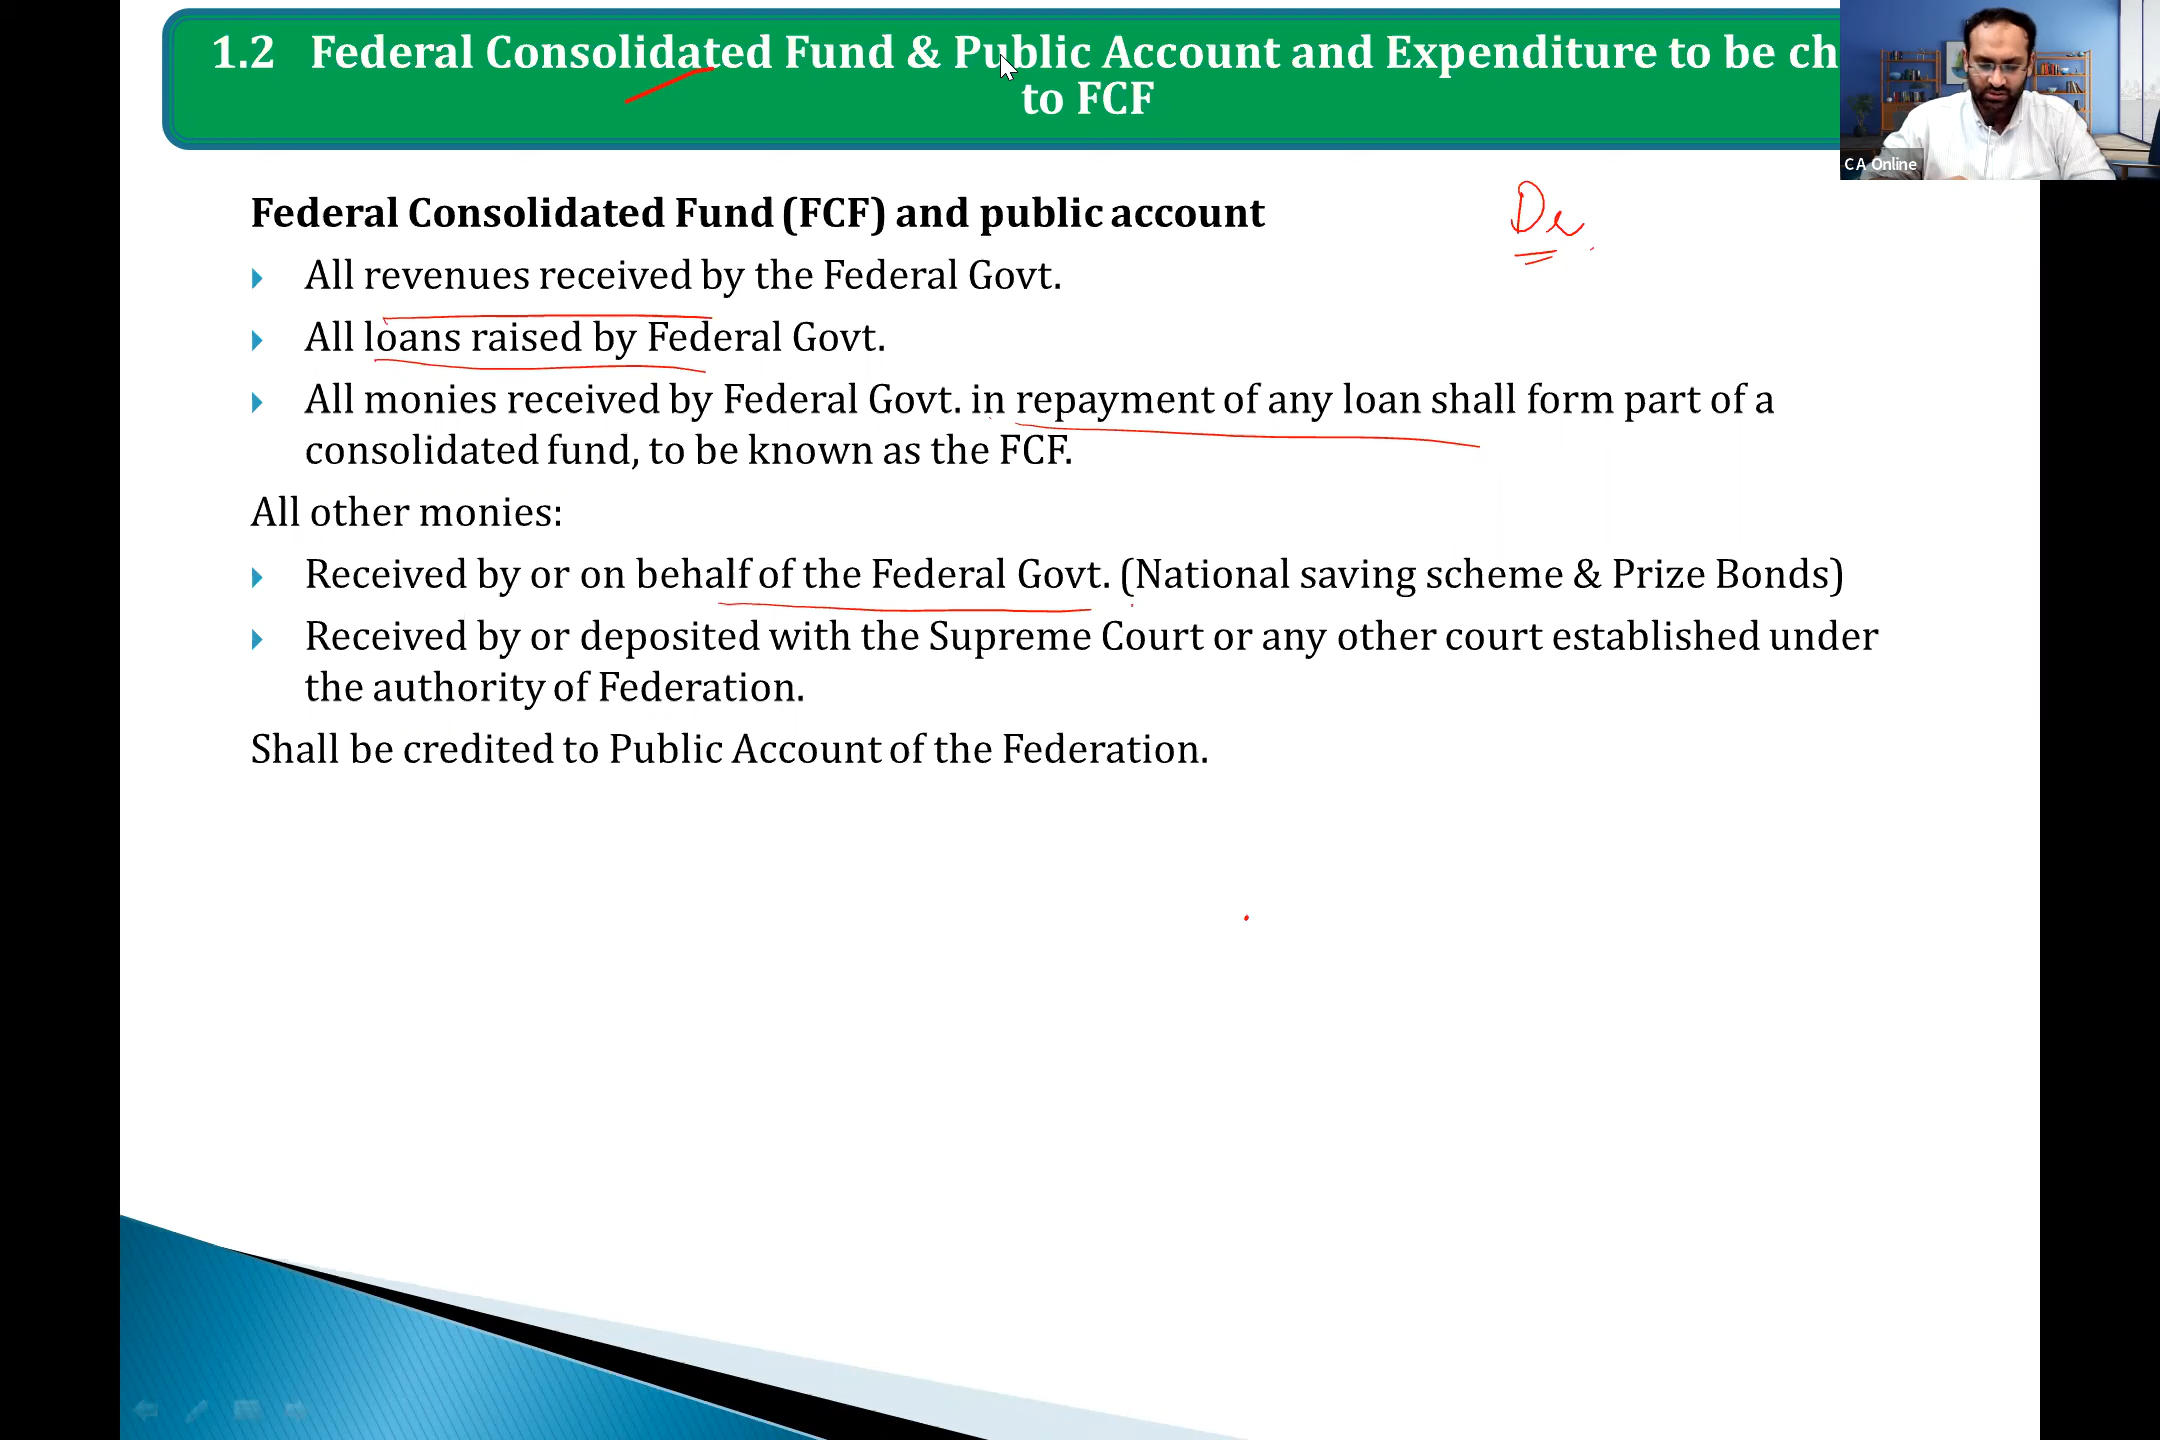 1.2 Federal Consolidated Fund & Public Account and Expenditure to be ch
to FCF
C A Online
De
Federal Consolidated Fund (FCF) and public account
All revenues received by the Federal Govt.
All loans raised by Federal Govt.
All monies received by Federal Govt. in repayment of any loan shall form part of a
consolidated fund, to be known as the FCF.
All other monies:
Received by or on behalf of the Federal Govt. (National saving scheme & Prize Bonds)
Received by or deposited with the Supreme Court or any other court established under
the authority of Federation.
Shall be credited to Public Account of the Federation.